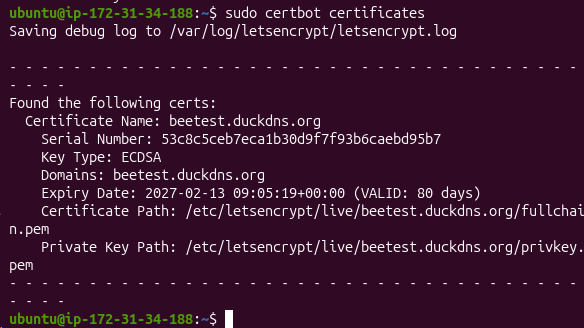 ubuntu@ip-172-31-34-188:~$ sudo certbot certificates
Saving debug log to /var/log/letsencrypt/letsencrypt.log
- - - - - - - - - - - - - - - - - - - - - - - - - - - - - - - - - - - -
- - - -
Found the following certs:
  Certificate Name: beetest.duckdns.org
    Serial Number: 53c8c5ceb7eca1b30d9f7f93b6caebd95b7
    Key Type: ECDSA
    Domains: beetest.duckdns.org
    Expiry Date: 2027-02-13 09:05:19+00:00 (VALID: 80 days)
    Certificate Path: /etc/letsencrypt/live/beetest.duckdns.org/fullchai
n.pem
    Private Key Path: /etc/letsencrypt/live/beetest.duckdns.org/privkey.
pem
- - - - - - - - - - - - - - - - - - - - - - - - - - - - - - - - - - - -
- - - -
ubuntu@ip-172-31-34-188:~$